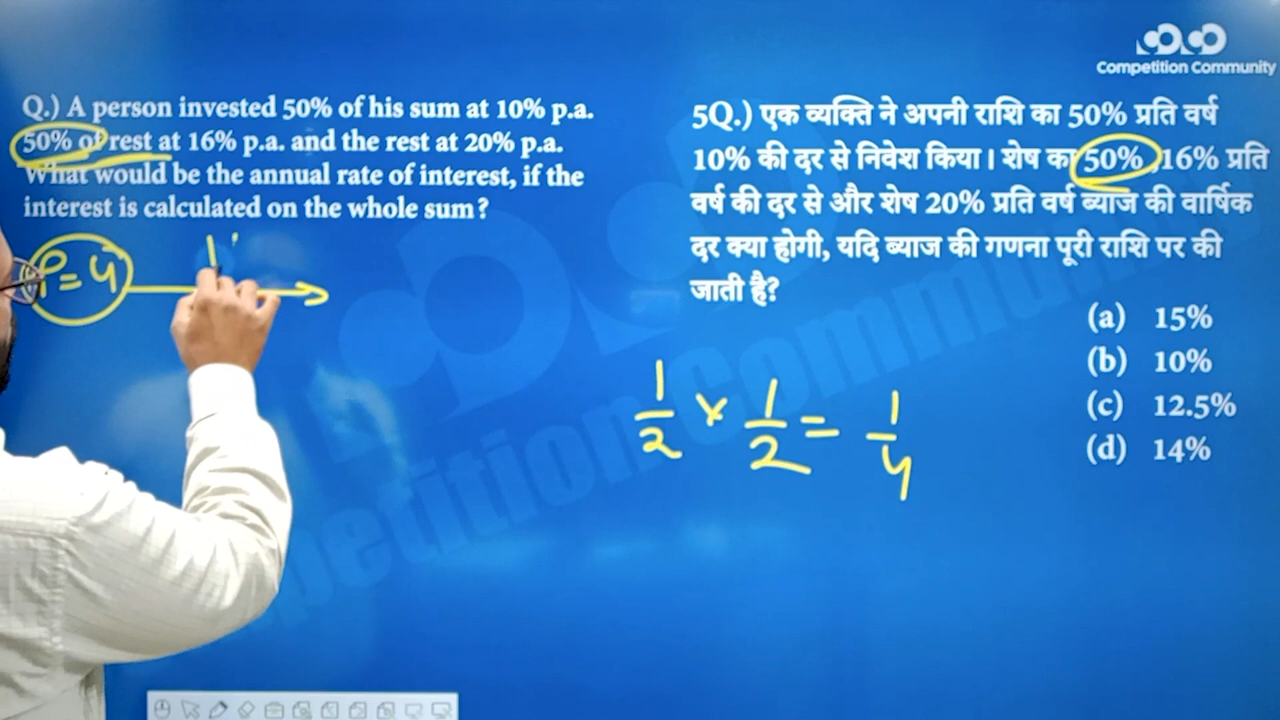 Competition Community
Q.) A person invested 50% of his sum at 10% p.a.
50% of rest at 16% p.a. and the rest at 20% p.a.
What would be the annual rate of interest, if the
interest is calculated on the whole sum?
P=4
1/2 × 1/2 = 1/4
5Q.) एक व्यक्ति ने अपनी राशि का 50% प्रति वर्ष
10% की दर से निवेश किया। शेष का 50% 16% प्रति
वर्ष की दर से और शेष 20% प्रति वर्ष ब्याज की वार्षिक
दर क्या होगी, यदि ब्याज की गणना पूरी राशि पर की
जाती है?
(a) 15%
(b) 10%
(c) 12.5%
(d) 14%